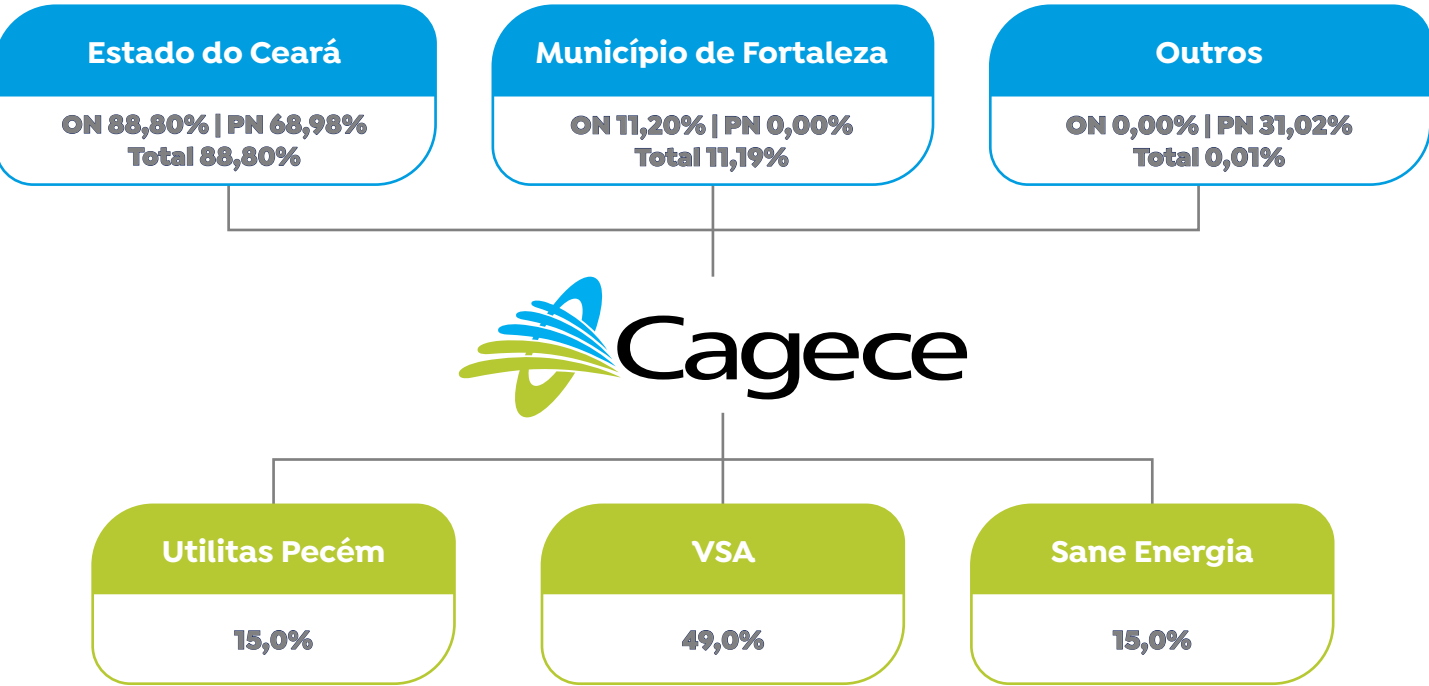 Estado do Ceará
ON 88,80% | PN 68,98%
Total 88,80%
Município de Fortaleza
ON 11,20% | PN 0,00%
Total 11,19%
Outros
ON 0,00% | PN 31,02%
Total 0,01%
Cagece
Utilitas Pecém
15,0%
VSA
49,0%
Sane Energia
15,0%